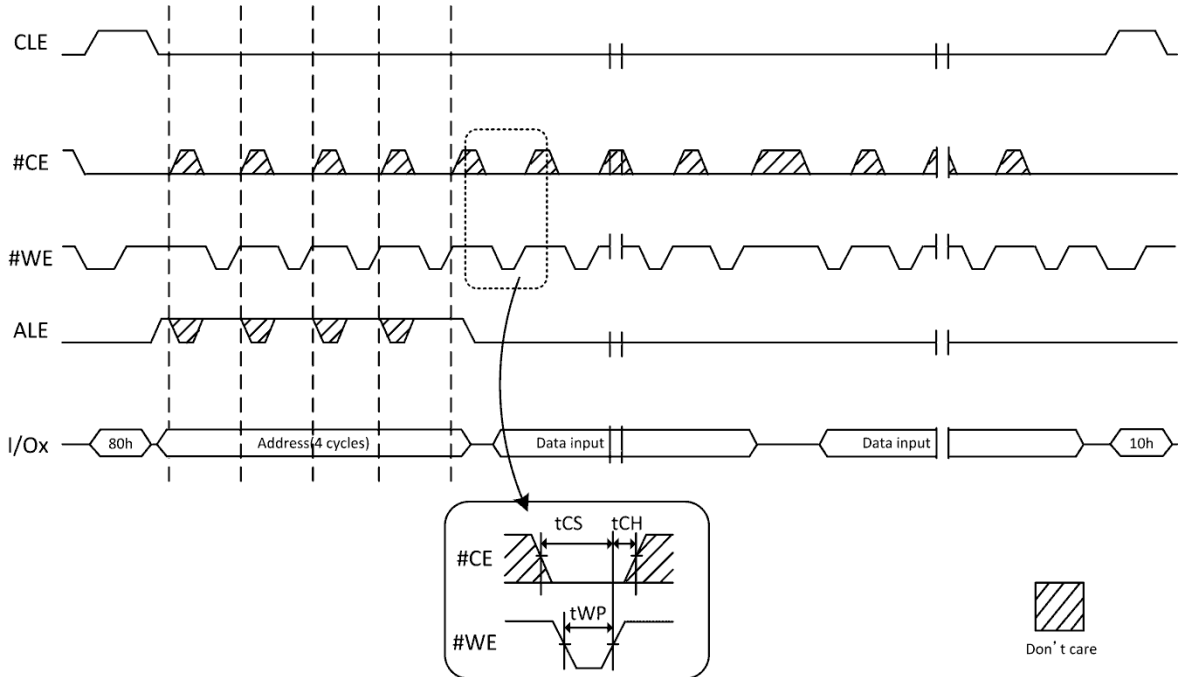 CLE
#CE
#WE
ALE
I/Ox 80h Address(4 cycles) Data input Data input 10h
tCS tCH
#CE
tWP
#WE
Don't care